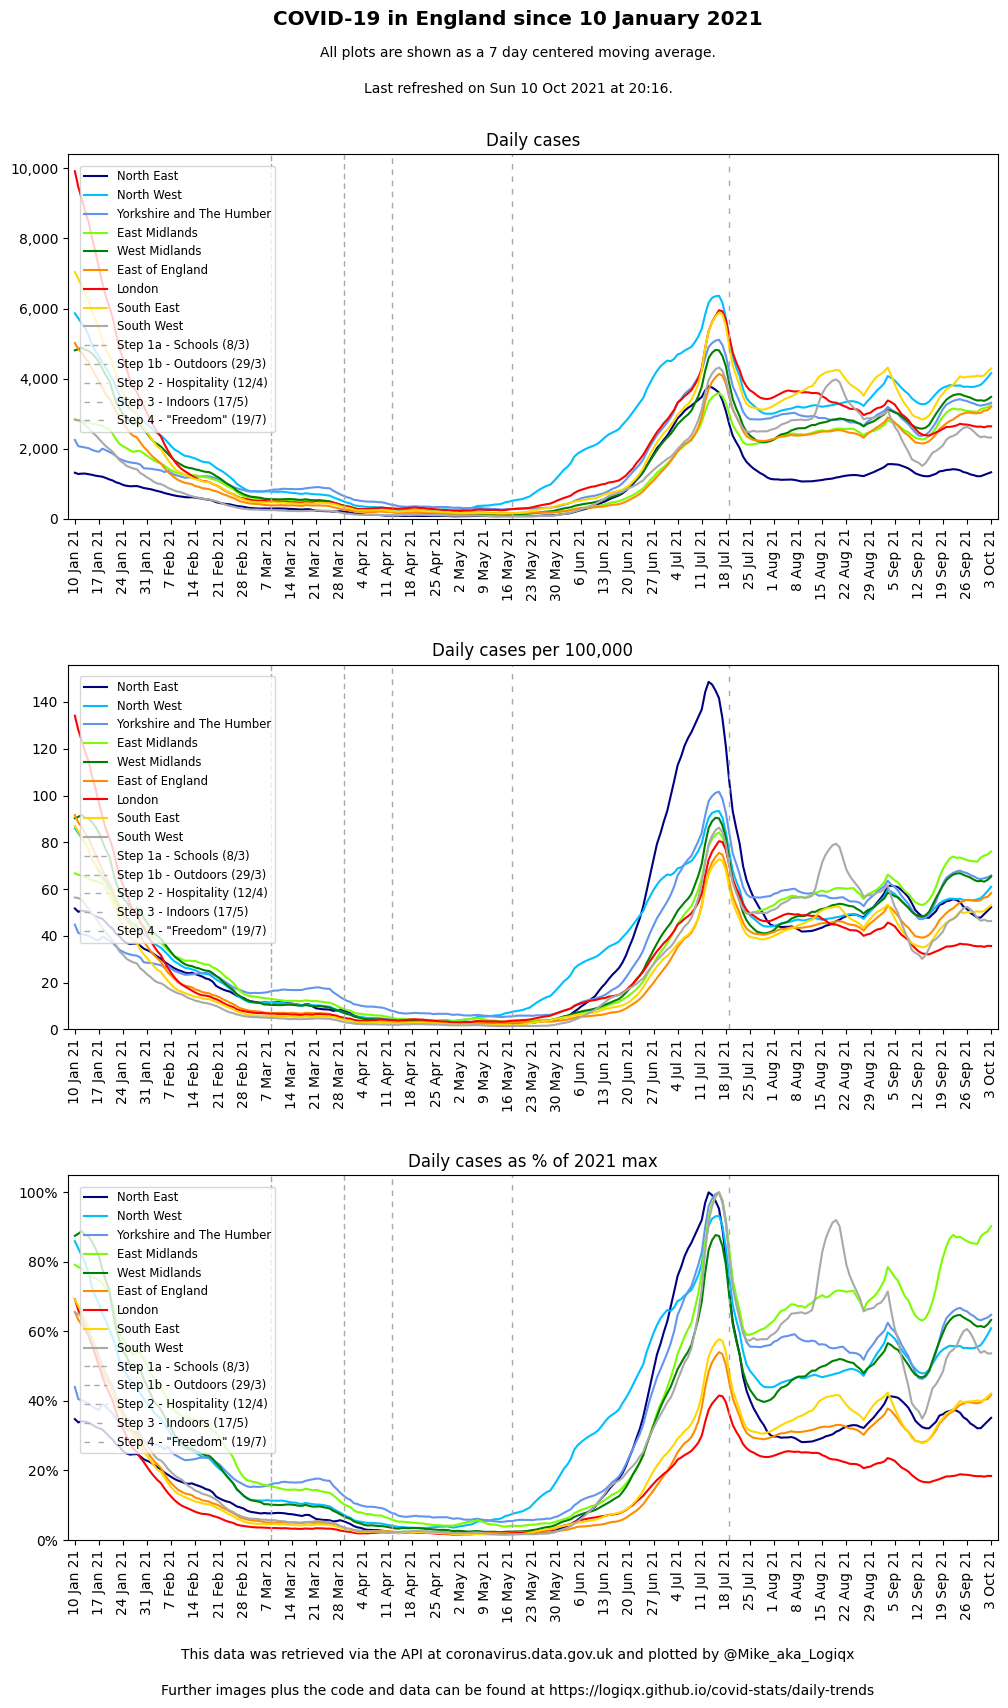 COVID-19 in England since 10 January 2021
All plots are shown as a 7 day centered moving average.
Last refreshed on Sun 10 Oct 2021 at 20:16.
Daily cases
10,000
8,000
6,000
4,000
2,000
0
North East
North West
Yorkshire and The Humber
East Midlands
West Midlands
East of England
London
South East
South West
Step 1a - Schools (8/3)
Step 1b - Outdoors (29/3)
Step 2 - Hospitality (12/4)
Step 3 - Indoors (17/5)
Step 4 - "Freedom" (19/7)
10 Jan 21
17 Jan 21
24 Jan 21
31 Jan 21
7 Feb 21
14 Feb 21
21 Feb 21
28 Feb 21
7 Mar 21
14 Mar 21
21 Mar 21
28 Mar 21
4 Apr 21
11 Apr 21
18 Apr 21
25 Apr 21
2 May 21
9 May 21
16 May 21
23 May 21
30 May 21
6 Jun 21
13 Jun 21
20 Jun 21
27 Jun 21
4 Jul 21
11 Jul 21
18 Jul 21
25 Jul 21
1 Aug 21
8 Aug 21
15 Aug 21
22 Aug 21
29 Aug 21
5 Sep 21
12 Sep 21
19 Sep 21
26 Sep 21
3 Oct 21
Daily cases per 100,000
140
120
100
80
60
40
20
0
North East
North West
Yorkshire and The Humber
East Midlands
West Midlands
East of England
London
South East
South West
Step 1a - Schools (8/3)
Step 1b - Outdoors (29/3)
Step 2 - Hospitality (12/4)
Step 3 - Indoors (17/5)
Step 4 - "Freedom" (19/7)
10 Jan 21
17 Jan 21
24 Jan 21
31 Jan 21
7 Feb 21
14 Feb 21
21 Feb 21
28 Feb 21
7 Mar 21
14 Mar 21
21 Mar 21
28 Mar 21
4 Apr 21
11 Apr 21
18 Apr 21
25 Apr 21
2 May 21
9 May 21
16 May 21
23 May 21
30 May 21
6 Jun 21
13 Jun 21
20 Jun 21
27 Jun 21
4 Jul 21
11 Jul 21
18 Jul 21
25 Jul 21
1 Aug 21
8 Aug 21
15 Aug 21
22 Aug 21
29 Aug 21
5 Sep 21
12 Sep 21
19 Sep 21
26 Sep 21
3 Oct 21
Daily cases as % of 2021 max
100%
80%
60%
40%
20%
0%
North East
North West
Yorkshire and The Humber
East Midlands
West Midlands
East of England
London
South East
South West
Step 1a - Schools (8/3)
Step 1b - Outdoors (29/3)
Step 2 - Hospitality (12/4)
Step 3 - Indoors (17/5)
Step 4 - "Freedom" (19/7)
10 Jan 21
17 Jan 21
24 Jan 21
31 Jan 21
7 Feb 21
14 Feb 21
21 Feb 21
28 Feb 21
7 Mar 21
14 Mar 21
21 Mar 21
28 Mar 21
4 Apr 21
11 Apr 21
18 Apr 21
25 Apr 21
2 May 21
9 May 21
16 May 21
23 May 21
30 May 21
6 Jun 21
13 Jun 21
20 Jun 21
27 Jun 21
4 Jul 21
11 Jul 21
18 Jul 21
25 Jul 21
1 Aug 21
8 Aug 21
15 Aug 21
22 Aug 21
29 Aug 21
5 Sep 21
12 Sep 21
19 Sep 21
26 Sep 21
3 Oct 21
This data was retrieved via the API at coronavirus.data.gov.uk and plotted by @Mike_aka_Logiqx
Further images plus the code and data can be found at https://logiqx.github.io/covid-stats/daily-trends